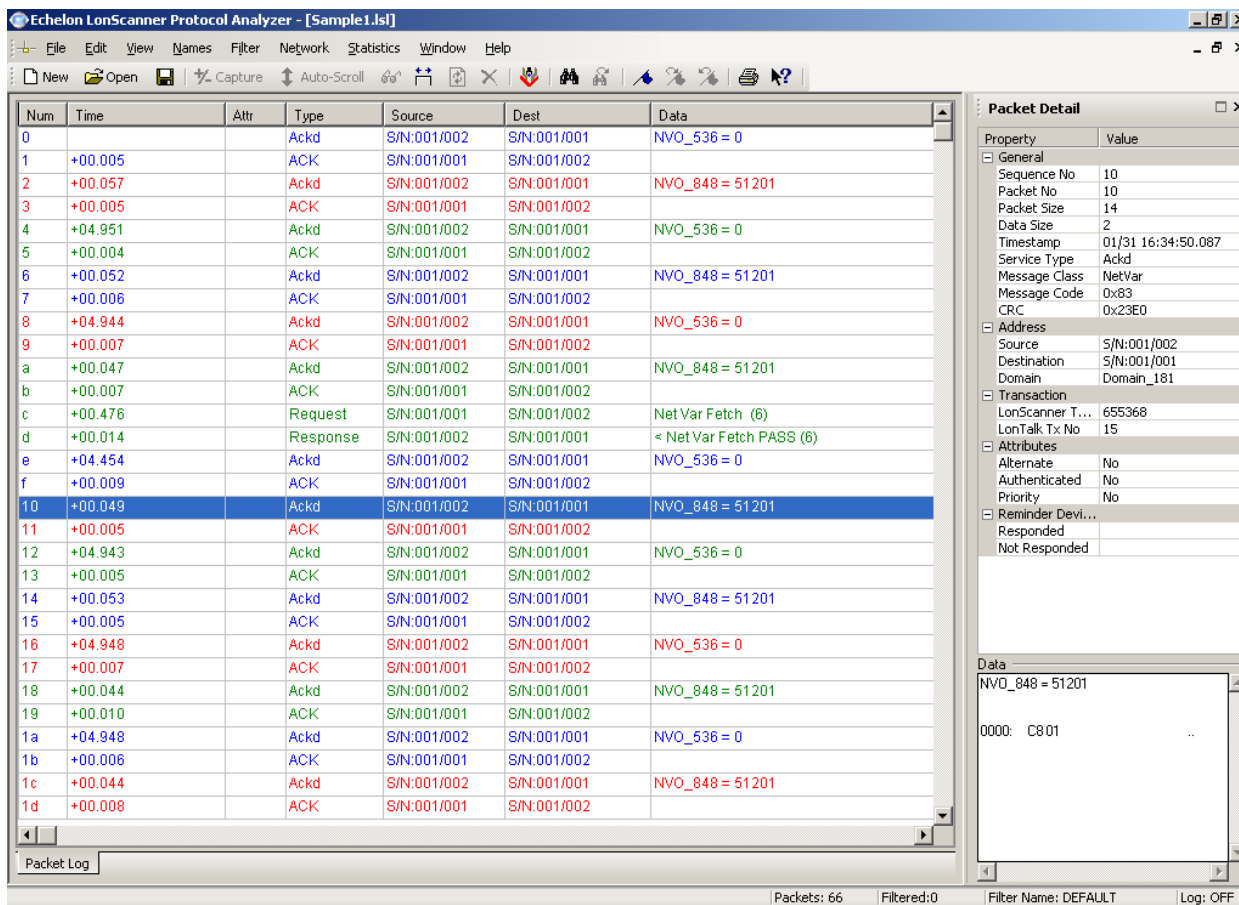 Echelon LonScanner Protocol Analyzer - [Sample1.lsl]
File Edit View Names Filter Network Statistics Window Help
New Open Capture Auto-Scroll
Num Time Attr Type Source Dest Data
0 Ackd S/N:001/002 S/N:001/001 NVO_536 = 0
1 +00.005 ACK S/N:001/001 S/N:001/002
2 +00.057 Ackd S/N:001/002 S/N:001/001 NVO_848 = 51201
3 +00.005 ACK S/N:001/001 S/N:001/002
4 +04.951 Ackd S/N:001/002 S/N:001/001 NVO_536 = 0
5 +00.004 ACK S/N:001/001 S/N:001/002
6 +00.052 Ackd S/N:001/002 S/N:001/001 NVO_848 = 51201
7 +00.006 ACK S/N:001/001 S/N:001/002
8 +04.944 Ackd S/N:001/002 S/N:001/001 NVO_536 = 0
9 +00.007 ACK S/N:001/001 S/N:001/002
a +00.047 Ackd S/N:001/002 S/N:001/001 NVO_848 = 51201
b +00.007 ACK S/N:001/001 S/N:001/002
c +00.476 Request S/N:001/001 S/N:001/002 Net Var Fetch (6)
d +00.014 Response S/N:001/002 S/N:001/001 < Net Var Fetch PASS (6)
e +04.454 Ackd S/N:001/002 S/N:001/001 NVO_536 = 0
f +00.009 ACK S/N:001/001 S/N:001/002
10 +00.049 Ackd S/N:001/002 S/N:001/001 NVO_848 = 51201
11 +00.005 ACK S/N:001/001 S/N:001/002
12 +04.943 Ackd S/N:001/002 S/N:001/001 NVO_536 = 0
13 +00.005 ACK S/N:001/001 S/N:001/002
14 +00.053 Ackd S/N:001/002 S/N:001/001 NVO_848 = 51201
15 +00.005 ACK S/N:001/001 S/N:001/002
16 +04.948 Ackd S/N:001/002 S/N:001/001 NVO_536 = 0
17 +00.007 ACK S/N:001/001 S/N:001/002
18 +00.044 Ackd S/N:001/002 S/N:001/001 NVO_848 = 51201
19 +00.010 ACK S/N:001/001 S/N:001/002
1a +04.948 Ackd S/N:001/002 S/N:001/001 NVO_536 = 0
1b +00.006 ACK S/N:001/001 S/N:001/002
1c +00.044 Ackd S/N:001/002 S/N:001/001 NVO_848 = 51201
1d +00.008 ACK S/N:001/001 S/N:001/002
Packet Log
Packet Detail
Property Value
General
Sequence No 10
Packet No 10
Packet Size 14
Data Size 2
Timestamp 01/31 16:34:50.087
Service Type Ackd
Message Class NetVar
Message Code 0x83
CRC 0x23E0
Address
Source S/N:001/002
Destination S/N:001/001
Domain Domain_181
Transaction
LonScanner T... 655368
LonTalk Tx No 15
Attributes
Alternate No
Authenticated No
Priority No
Reminder Devi...
Responded
Not Responded
Data
NVO_848 = 51201
0000: C8 01 ..
Packets: 66 Filtered:0 Filter Name: DEFAULT Log: OFF